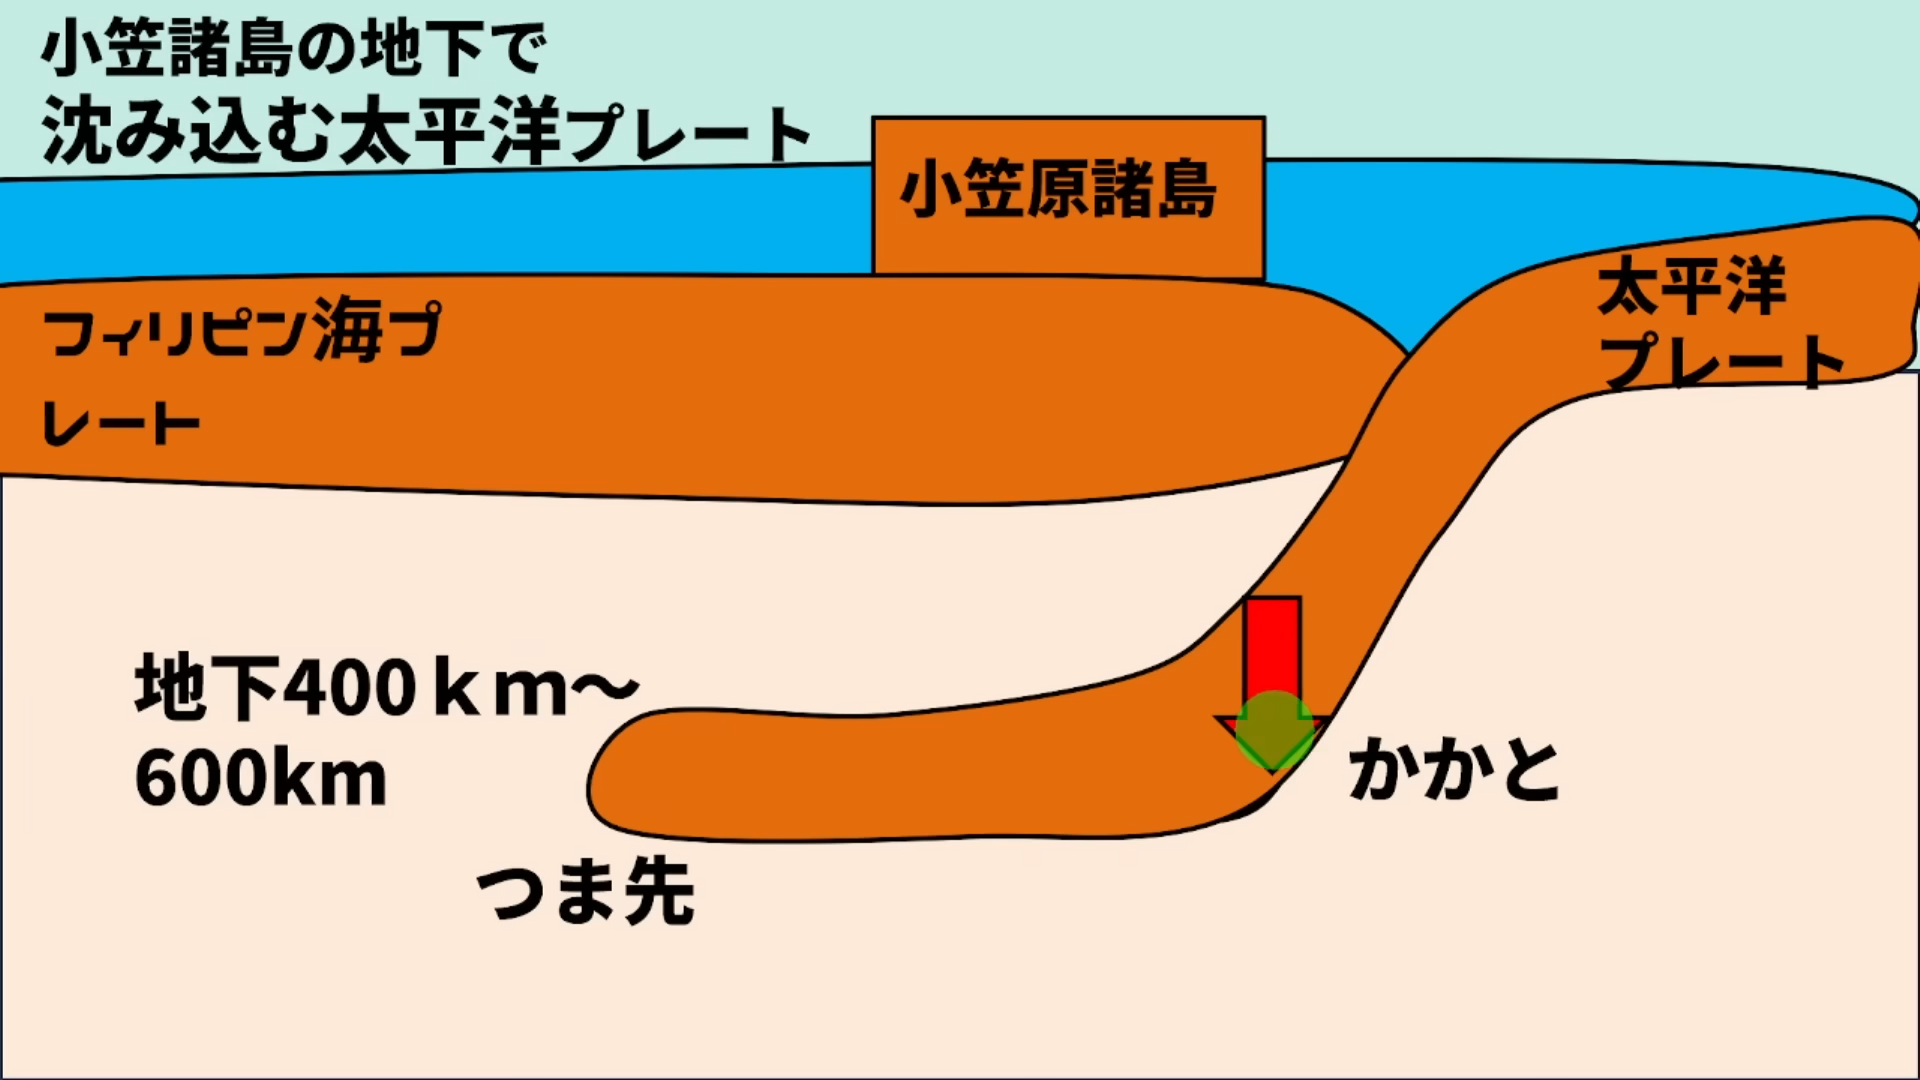 小笠諸島の地下で
沈み込む太平洋プレート
小笠原諸島
太平洋
プレート
フィリピン海プ
レート
地下400ｋｍ～
600km
かかと
つま先